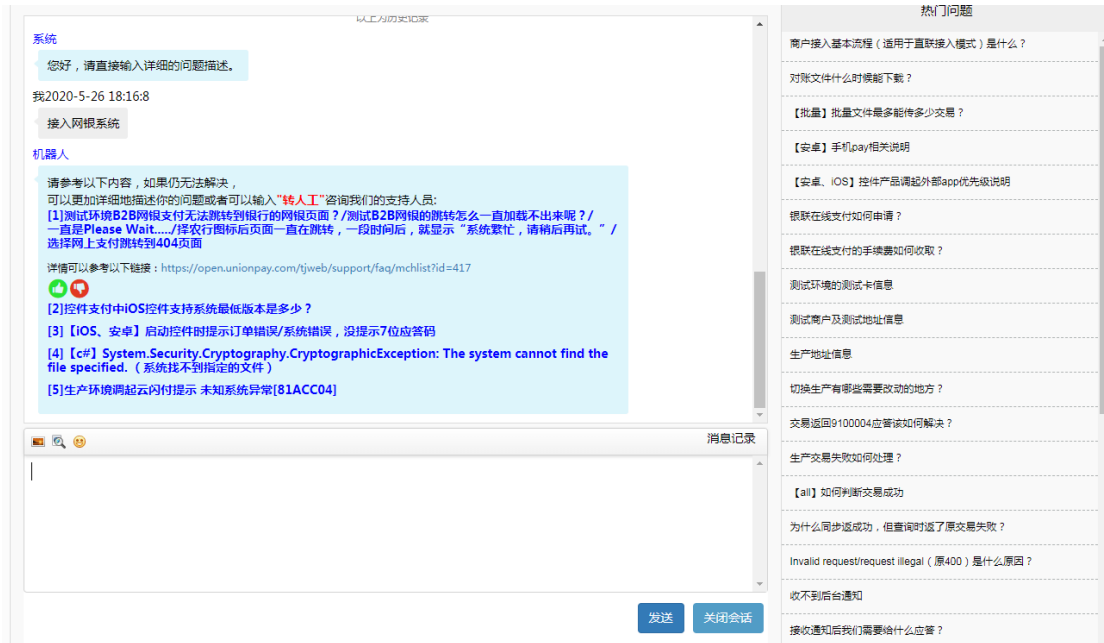 以上为历史记录
系统
您好，请直接输入详细的问题描述。
我2020-5-26 18:16:8
接入网银系统
机器人
请参考以下内容，如果仍无法解决，
可以更加详细地描述你的问题或者可以输入"转人工"咨询我们的支持人员:
[1]测试环境B2B网银支付无法跳转到银行的网银页面？/测试B2B网银的跳转怎么一直加载不出来呢？/
一直是Please Wait...../择农行图标后页面一直在跳转，一段时间后，就显示“系统繁忙，请稍后再试。”/
选择网上支付跳转到404页面
详情可以参考以下链接：https://open.unionpay.com/tjweb/support/faq/mchlist?id=417
[2]控件支付中iOS控件支持系统最低版本是多少？
[3]【iOS、安卓】启动控件时提示订单错误/系统错误，没提示7位应答码
[4]【c#】System.Security.Cryptography.CryptographicException: The system cannot find the
file specified. （系统找不到指定的文件）
[5]生产环境调起云闪付提示 未知系统异常[81ACC04]
消息记录
发送
关闭会话
热门问题
商户接入基本流程（适用于直联接入模式）是什么？
对账文件什么时候能下载？
【批量】批量文件最多能传多少交易？
【安卓】手机pay相关说明
【安卓、iOS】控件产品调起外部app优先级说明
银联在线支付如何申请？
银联在线支付的手续费如何收取？
测试环境的测试卡信息
测试商户及测试地址信息
生产地址信息
切换生产有哪些需要改动的地方？
交易返回9100004应答该如何解决？
生产交易失败如何处理？
【all】如何判断交易成功
为什么同步返成功，但查询时返了原交易失败？
Invalid request/request illegal（原400）是什么原因？
收不到后台通知
接收通知后我们需要给什么应答？